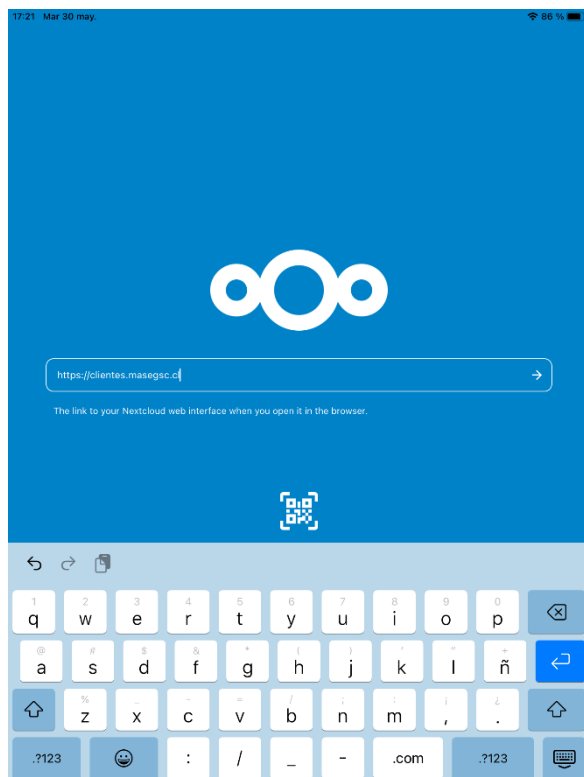 17:21 Mar 30 may. 86 %
https://clientes.masegsc.cl
The link to your Nextcloud web interface when you open it in the browser.
1 2 3 4 5 6 7 8 9 0
q w e r t y u i o p
@ # $ & * ( ) ' " +
a s d f g h j k l ñ
% _ - = / ; : ¡ ¿
z x c v b n m , .
.?123 : / _ - .com .?123